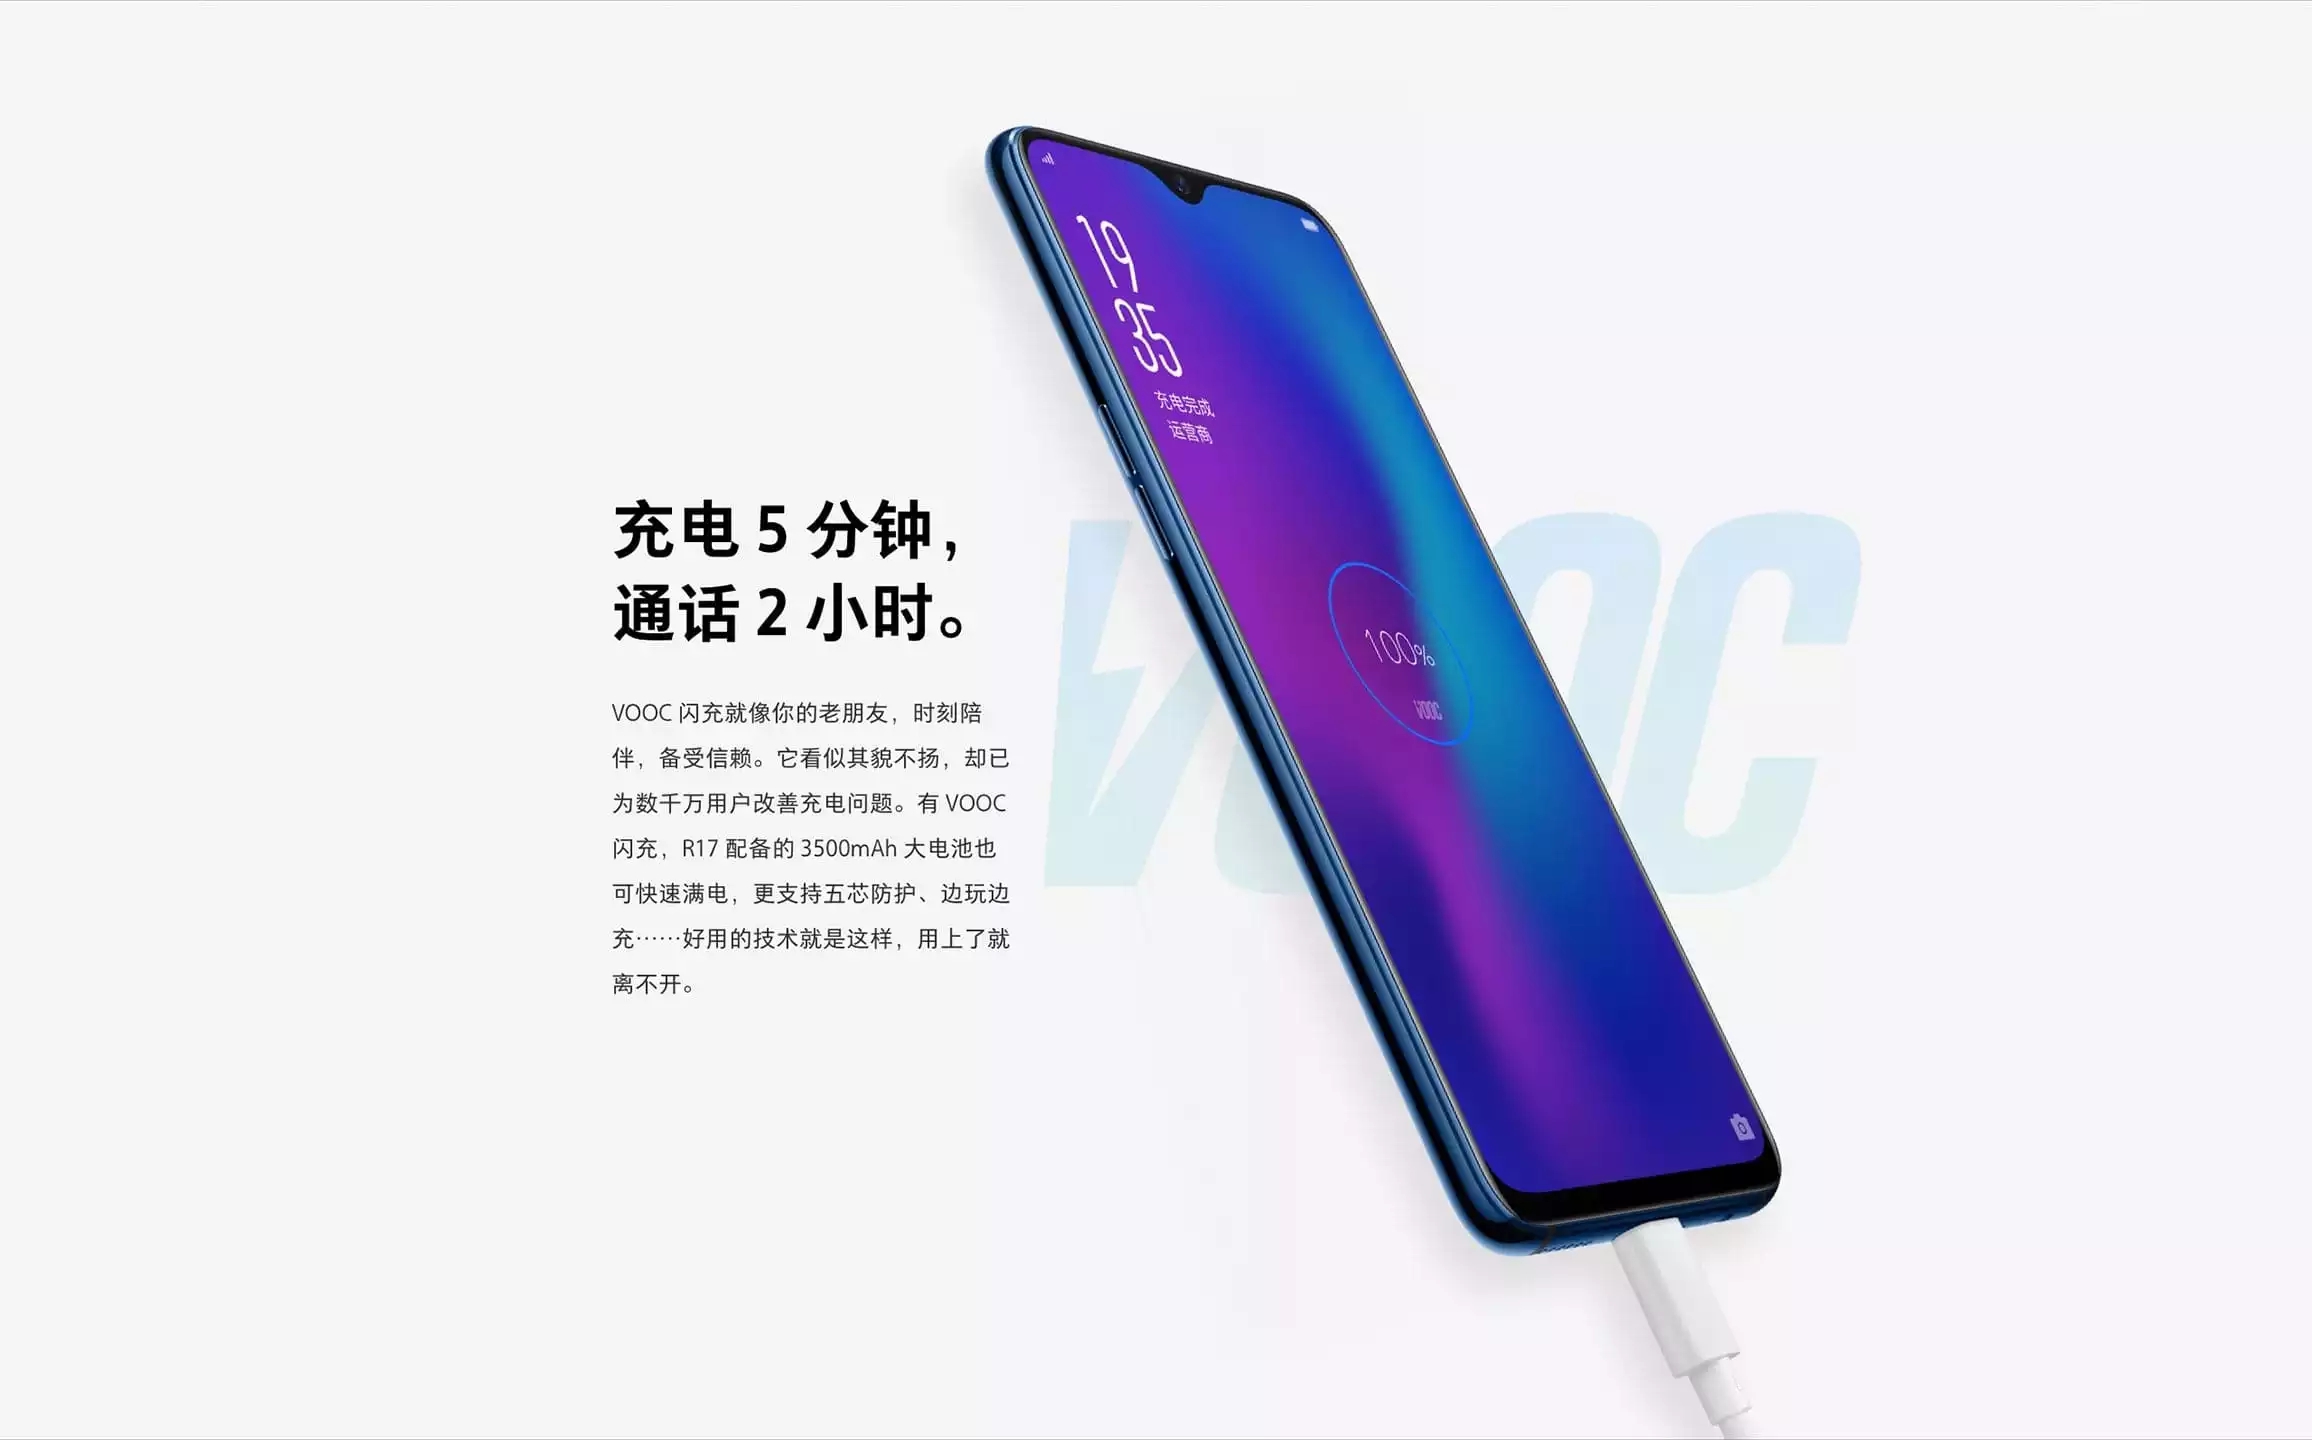 19
35
充电完成
运营商
充电 5 分钟，
通话 2 小时。
100%
VOOC
VOOC
VOOC 闪充就像你的老朋友，时刻陪
伴，备受信赖。它看似其貌不扬，却已
为数千万用户改善充电问题。有 VOOC
闪充，R17 配备的 3500mAh 大电池也
可快速满电，更支持五芯防护、边玩边
充……好用的技术就是这样，用上了就
离不开。